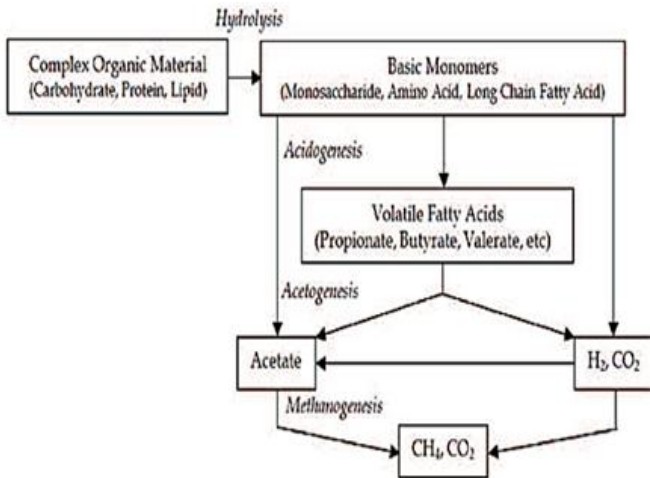 Hydrolysis
Complex Organic Material
(Carbohydrate, Protein, Lipid)
Basic Monomers
(Monosaccharide, Amino Acid, Long Chain Fatty Acid)
Acidogenesis
Volatile Fatty Acids
(Propionate, Butyrate, Valerate, etc)
Acetogenesis
Acetate
H₂, CO₂
Methanogenesis
CH₄, CO₂